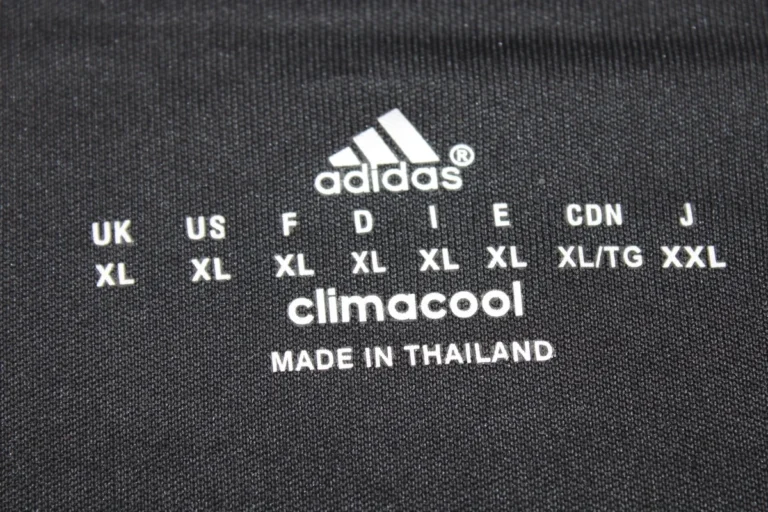 adidas®
UK US F D I E CDN J
XL XL XL XL XL XL XL/TG XXL
climacool
MADE IN THAILAND